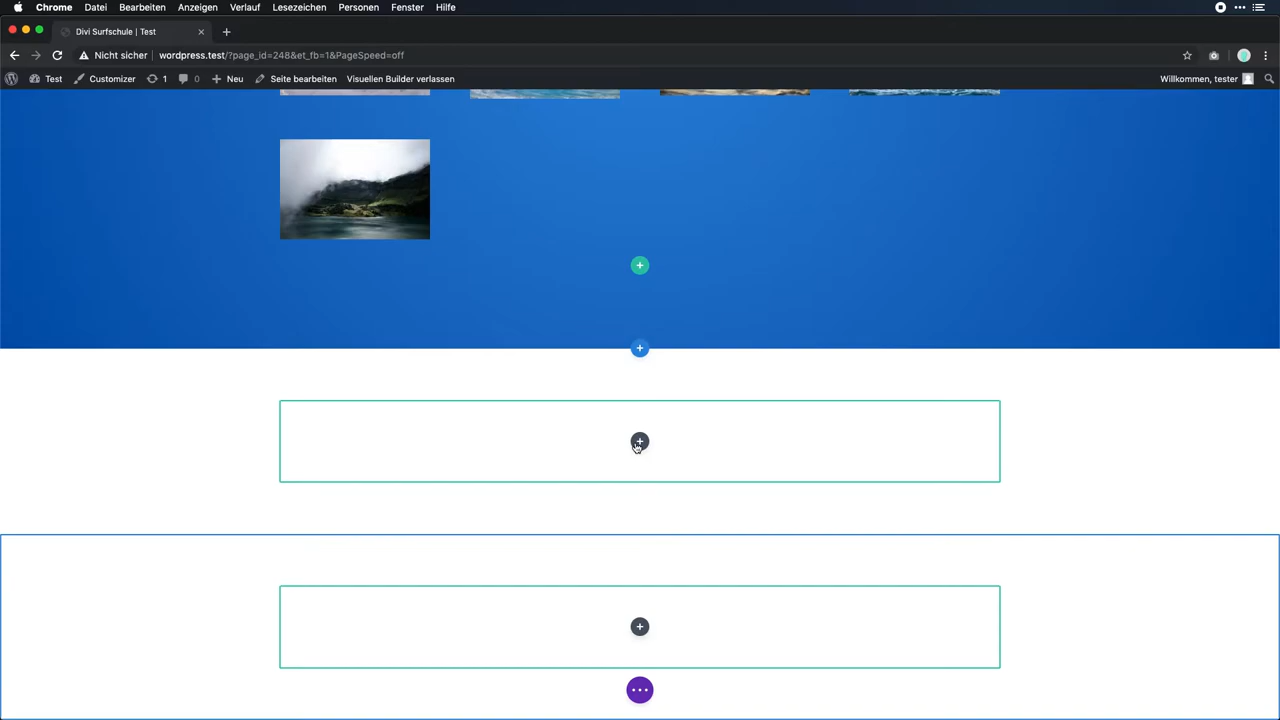 Chrome Datei Bearbeiten Anzeigen Verlauf Lesezeichen Personen Fenster Hilfe
Divi Surfschule | Test
Nicht sicher wordpress.test/?page_id=248&et_fb=1&PageSpeed=off
Test Customizer 1 0 Neu Seite bearbeiten Visuellen Builder verlassen Willkommen, tester